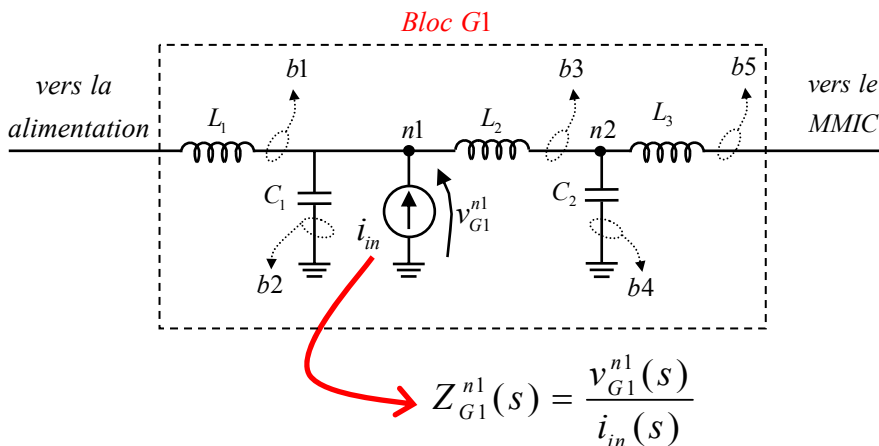 Bloc G1
vers la
alimentation
L₁
b1
n1
L₂
b3
n2
L₃
b5
vers le
MMIC
C₁
i_in
v_G1^n1
C₂
b2
b4
Z_G1^n1(s) = v_G1^n1(s) / i_in(s)